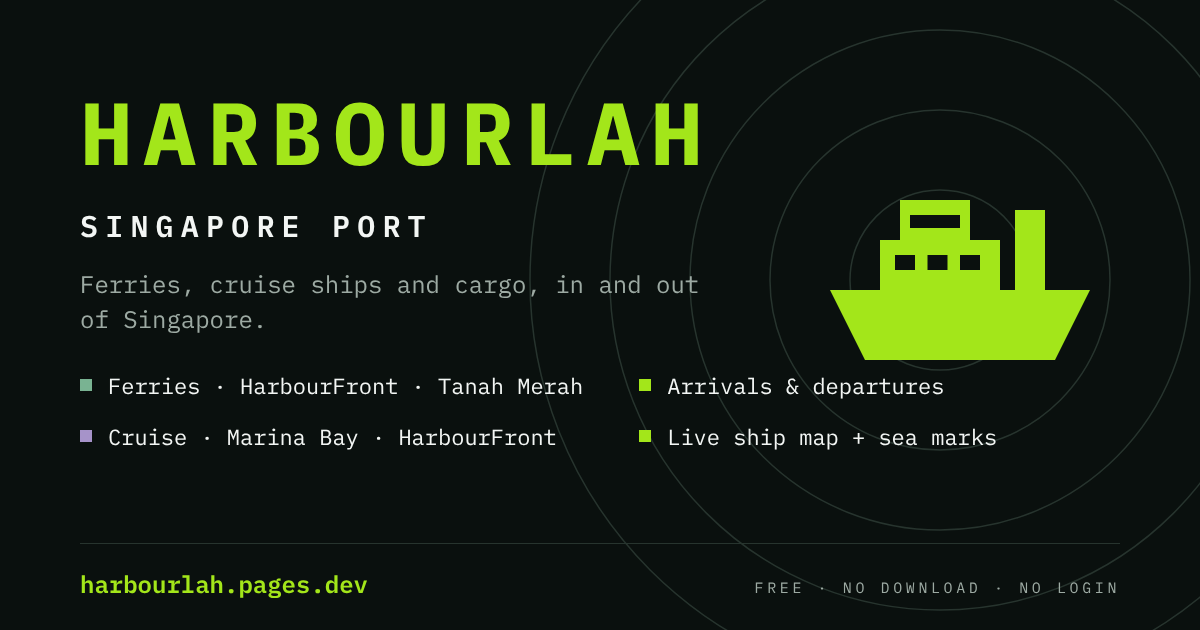 HARBOURLAH
SINGAPORE PORT
Ferries, cruise ships and cargo, in and out
of Singapore.
Ferries · HarbourFront · Tanah Merah
Arrivals & departures
Cruise · Marina Bay · HarbourFront
Live ship map + sea marks
harbourlah.pages.dev
FREE · NO DOWNLOAD · NO LOGIN